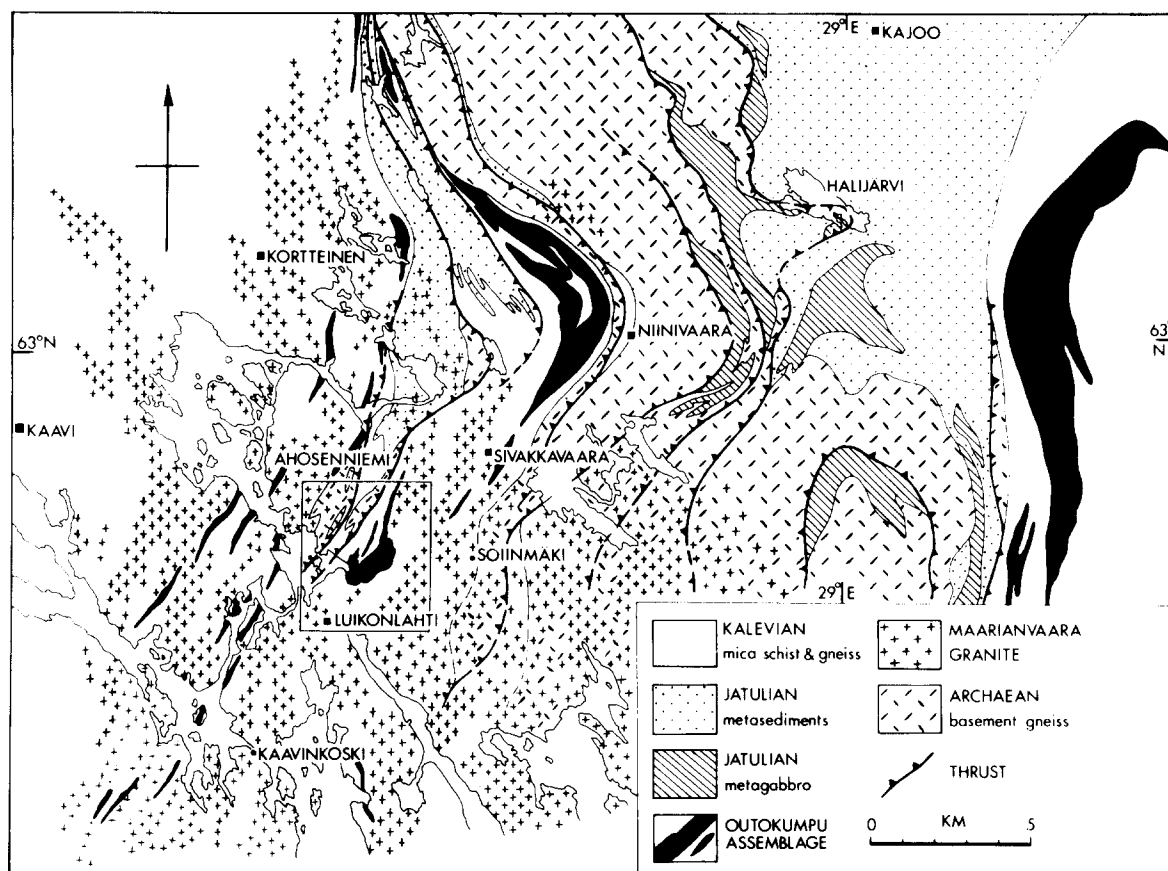 29° E
KAJOO
HALIJÄRVI
KORTTEINEN
NIINIVAARA
63°N
63
N
KAAVI
SIVAKKAVAARA
AHOSENNIEMI
SOIINMÄKI
29° E
LUIKONLAHTI
KAAVINKOSKI
KALEVIAN
mica schist & gneiss
MAARIANVAARA
GRANITE
JATULIAN
metasediments
ARCHAEAN
basement gneiss
JATULIAN
metagabbro
THRUST
OUTOKUMPU
ASSEMBLAGE
0 KM 5